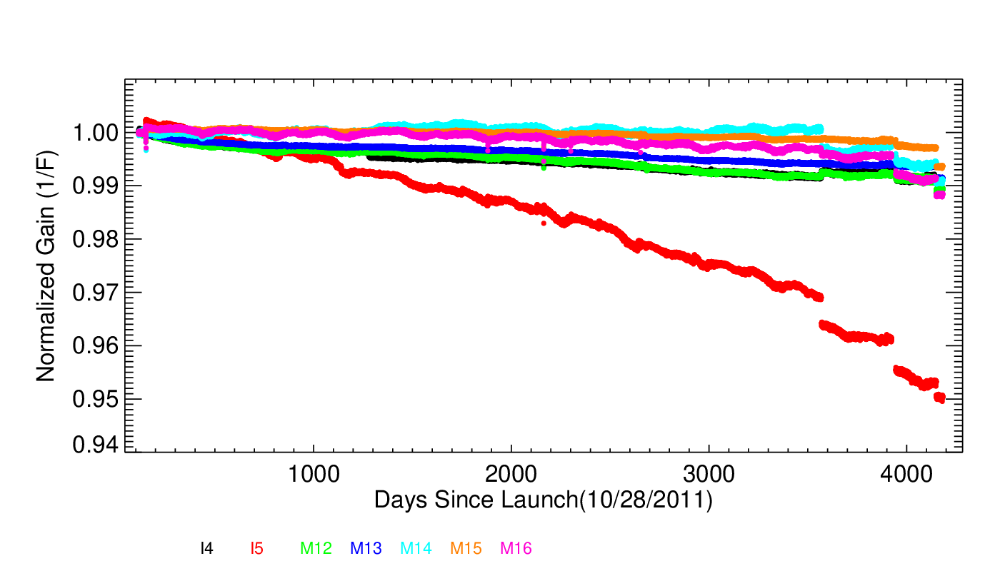 Normalized Gain (1/F)
1.00
0.99
0.98
0.97
0.96
0.95
0.94
1000 2000 3000 4000
Days Since Launch(10/28/2011)
I4 I5 M12 M13 M14 M15 M16